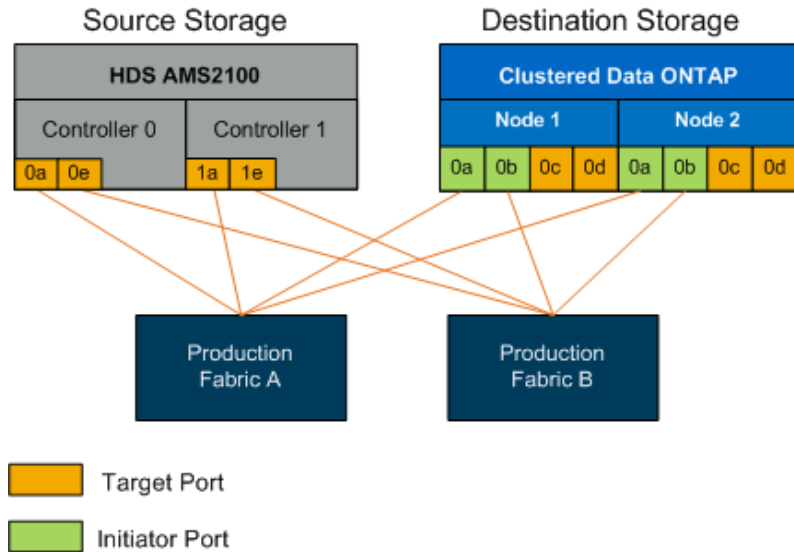 Source Storage
Destination Storage
HDS AMS2100
Clustered Data ONTAP
Controller 0
Controller 1
Node 1
Node 2
0a 0e
1a 1e
0a 0b 0c 0d 0a 0b 0c 0d
Production
Fabric A
Production
Fabric B
Target Port
Initiator Port